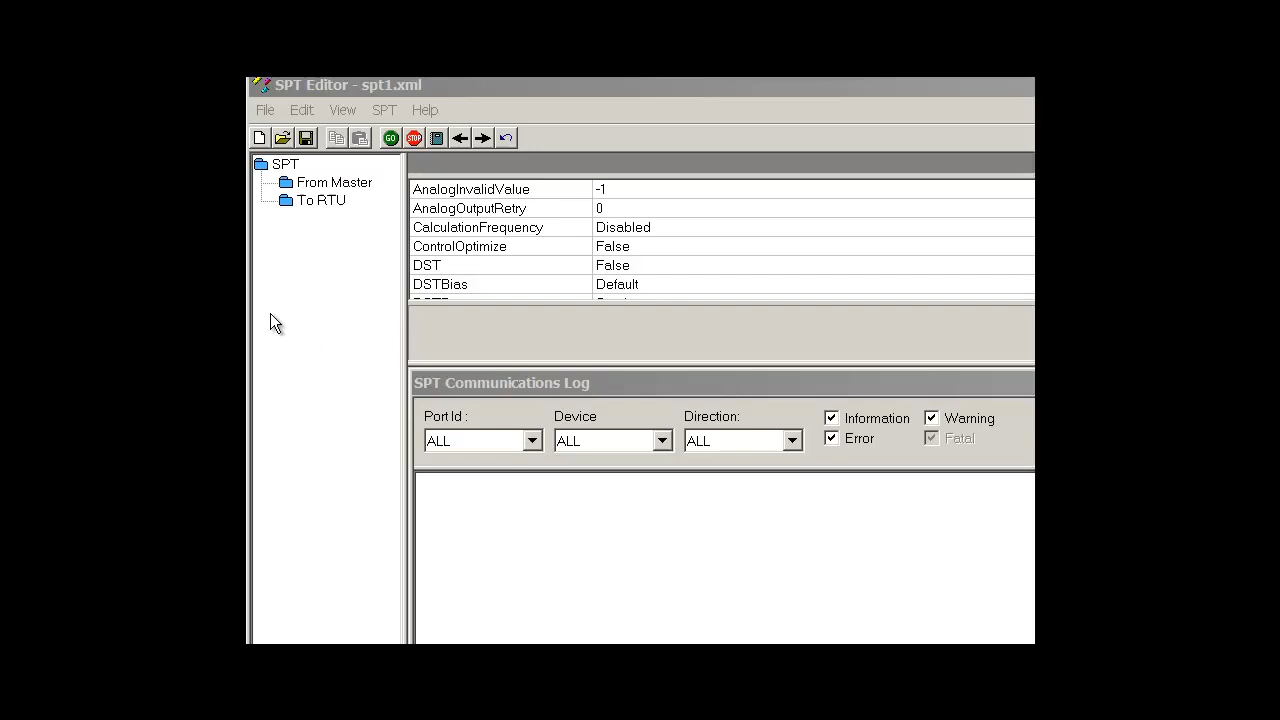 SPT Editor - spt1.xml
File Edit View SPT Help
GO STOP
SPT
From Master
To RTU
AnalogInvalidValue -1
AnalogOutputRetry 0
CalculationFrequency Disabled
ControlOptimize False
DST False
DSTBias Default
SPT Communications Log
Port Id : Device Direction: Information Warning
ALL ALL ALL Error Fatal